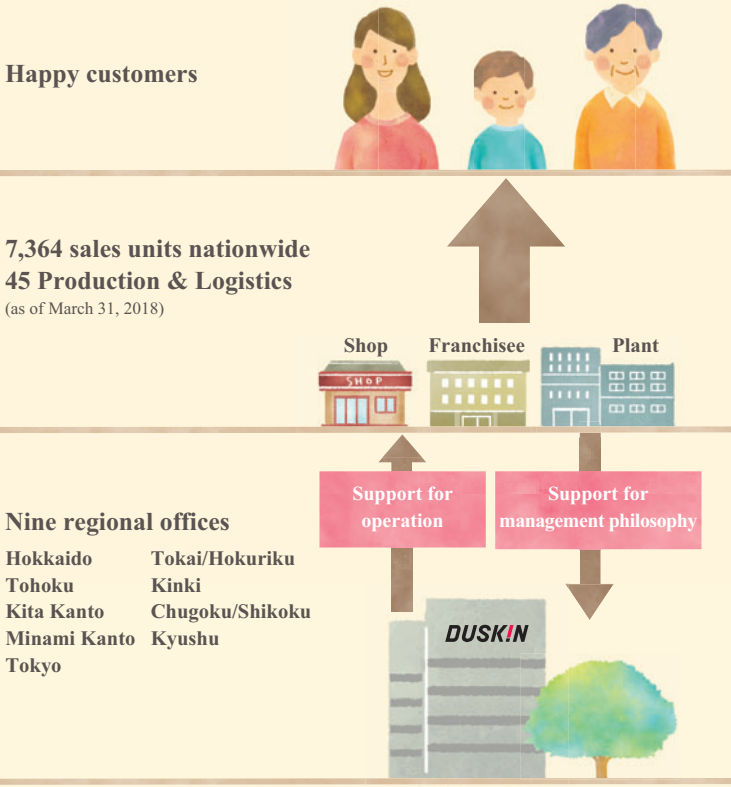 Happy customers
7,364 sales units nationwide
45 Production & Logistics
(as of March 31, 2018)
Shop
Franchisee
Plant
SHOP
Support for
operation
Support for
management philosophy
Nine regional offices
Hokkaido
Tohoku
Kita Kanto
Minami Kanto
Tokyo
Tokai/Hokuriku
Kinki
Chugoku/Shikoku
Kyushu
DUSK!N